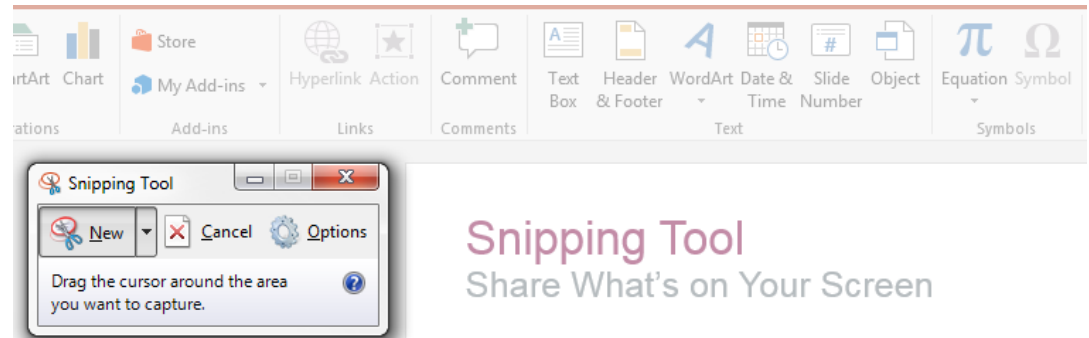 Store
My Add-ins
rtArt Chart
Hyperlink Action
Comment
Text Box
Header & Footer
WordArt
Date & Time
Slide Number
Object
Equation Symbol
π Ω
A
#
rations
Add-ins
Links
Comments
Text
Symbols
Snipping Tool
New Cancel Options
Drag the cursor around the area
you want to capture.
?
Snipping Tool
Share What's on Your Screen